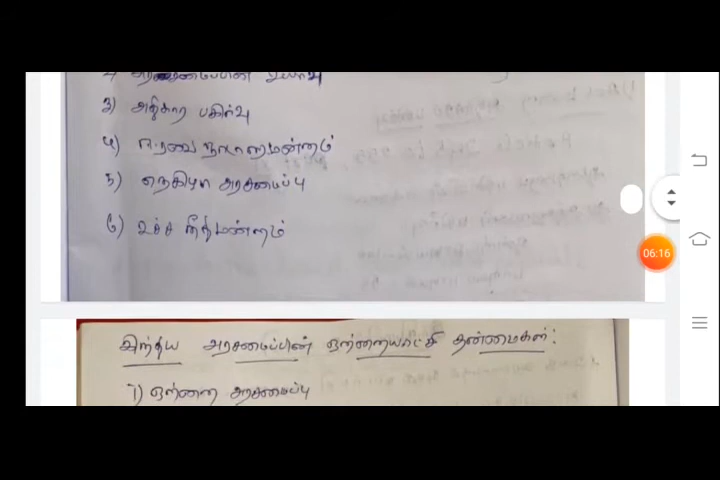 அரசமைப்பின்
3) அதிகார பகிர்வு
4) ஈரவை நாடாளுமன்றம்
5) நெகிழா அரசமைப்பு
6) உச்ச நீதிமன்றம்
06:16
இந்திய அரசமைப்பின் ஒற்றையாட்சி தன்மைகள்:
1) ஒற்றை அரசமைப்பு